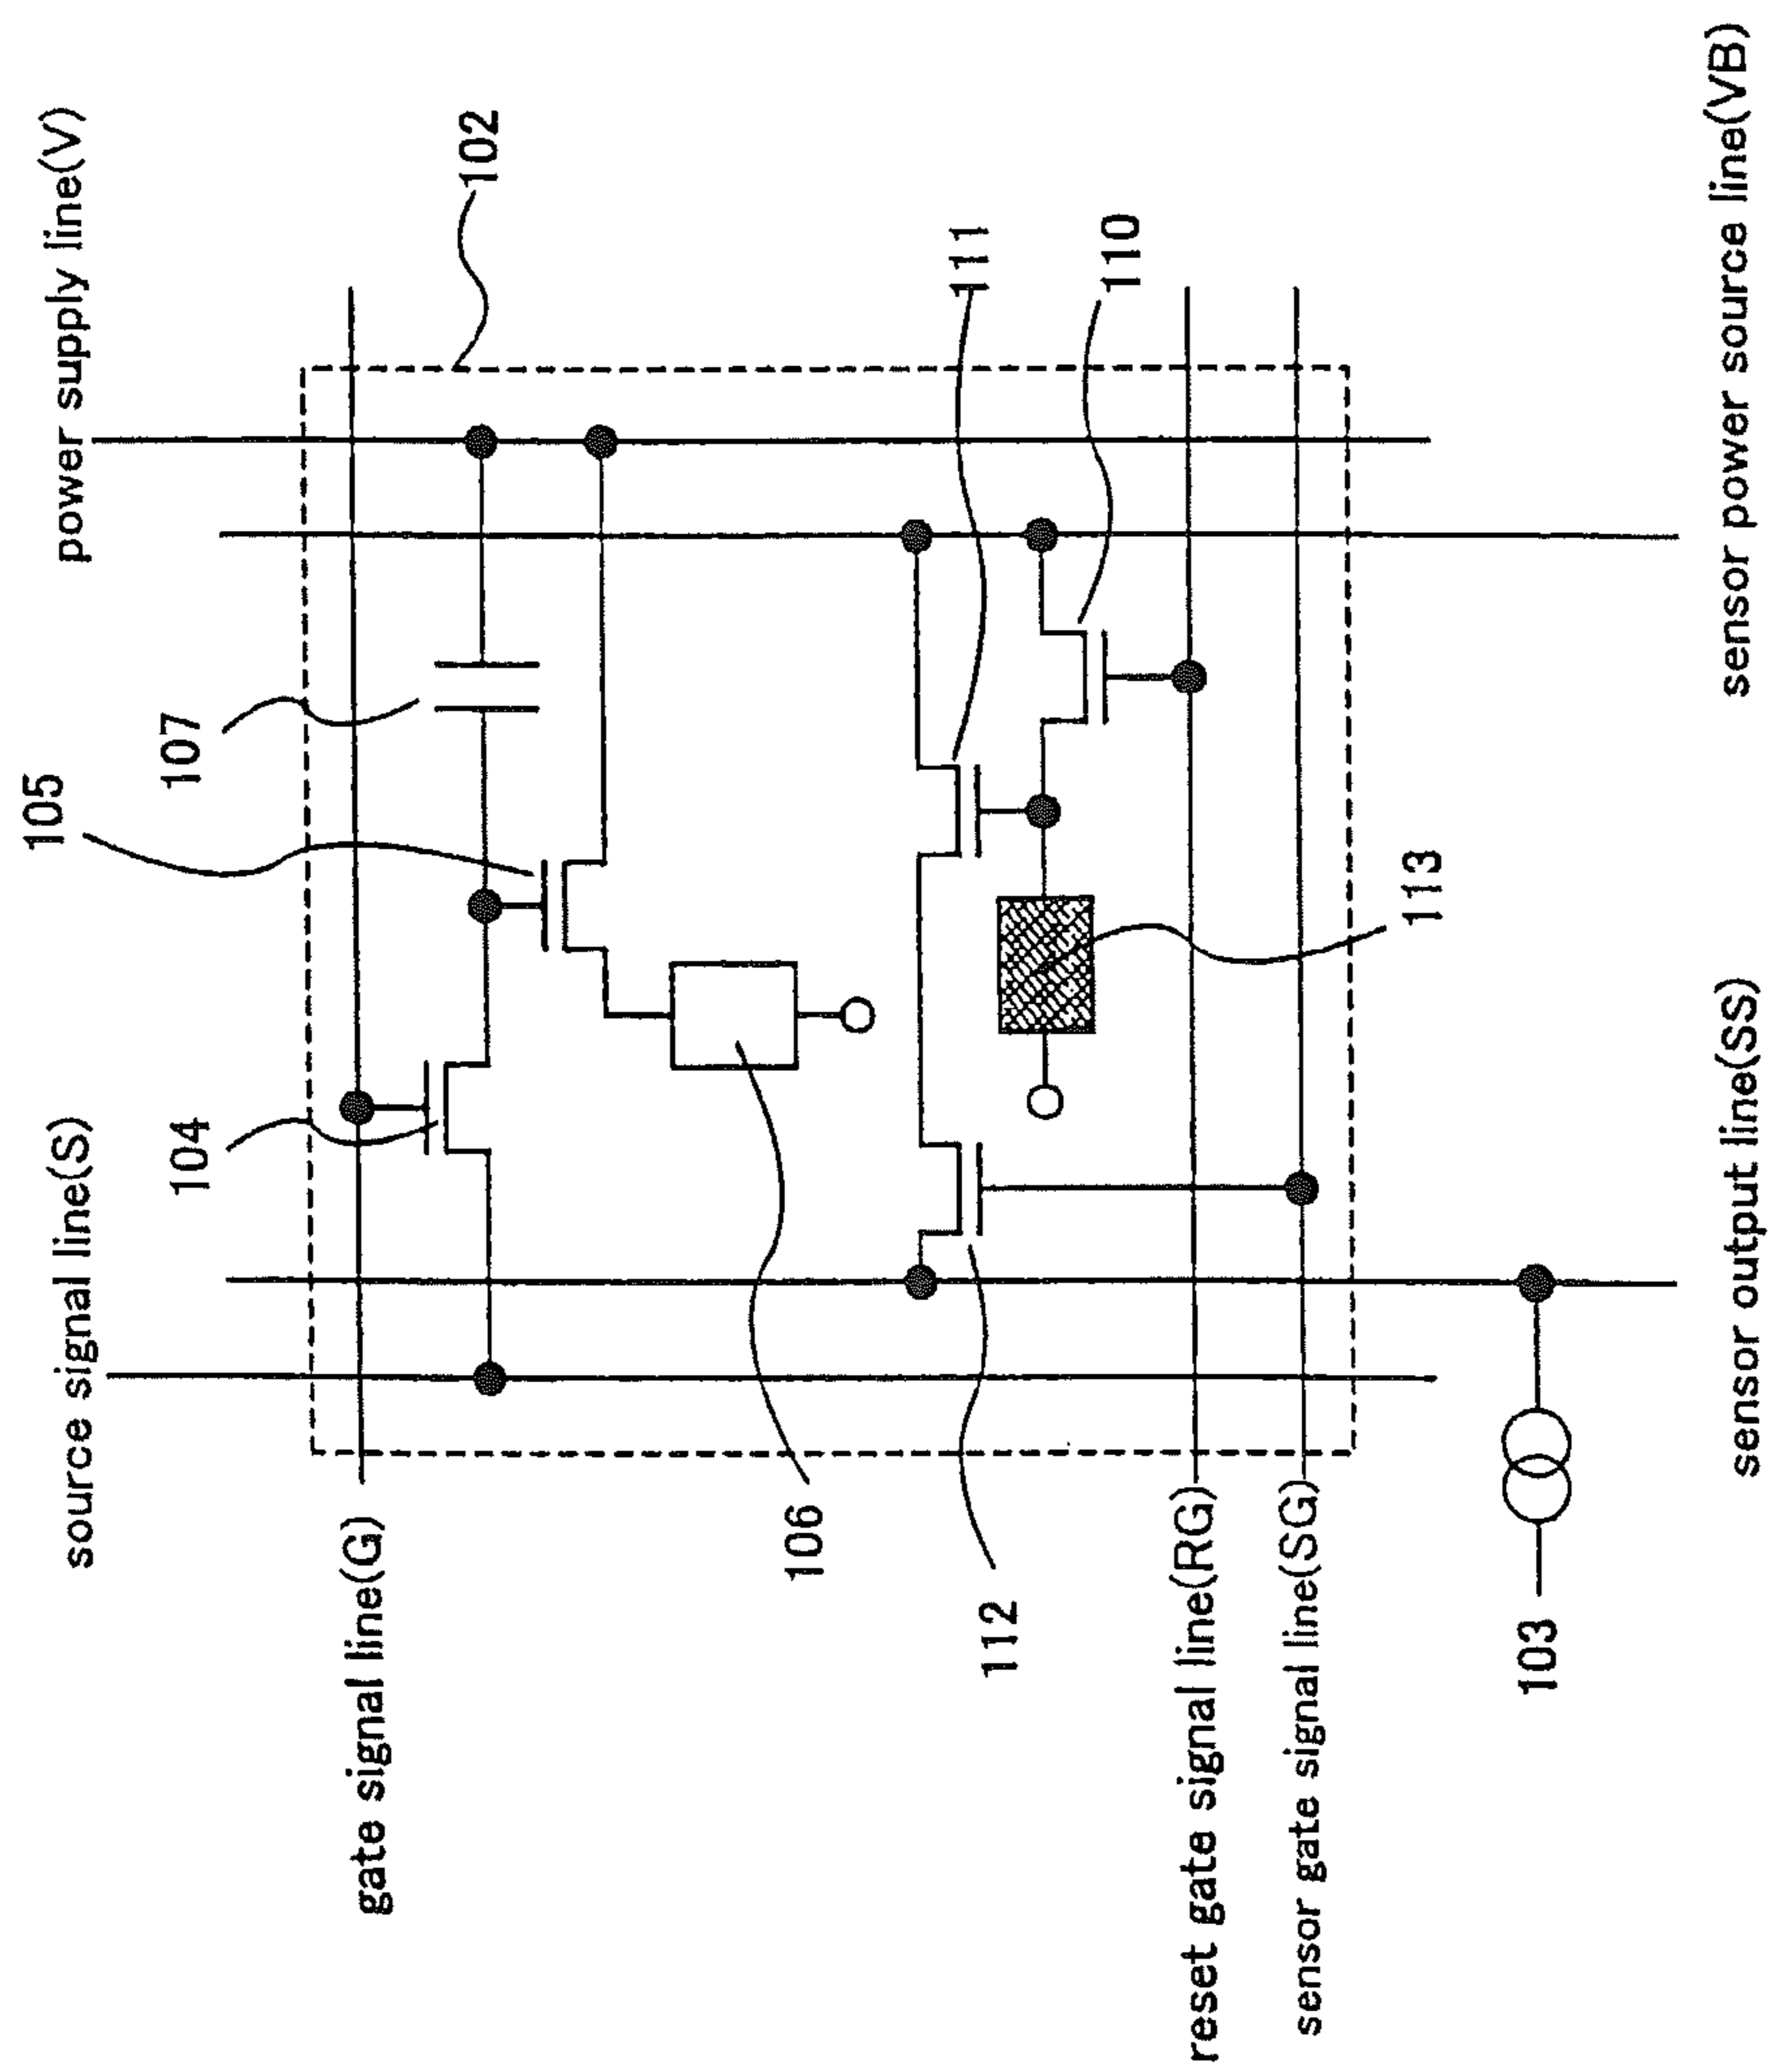 source signal line(S)
power supply line(V)
104
105
107
102
gate signal line(G)
106
111
110
112
113
reset gate signal line(RG)
sensor gate signal line(SG)
103
sensor output line(SS)
sensor power source line(VB)